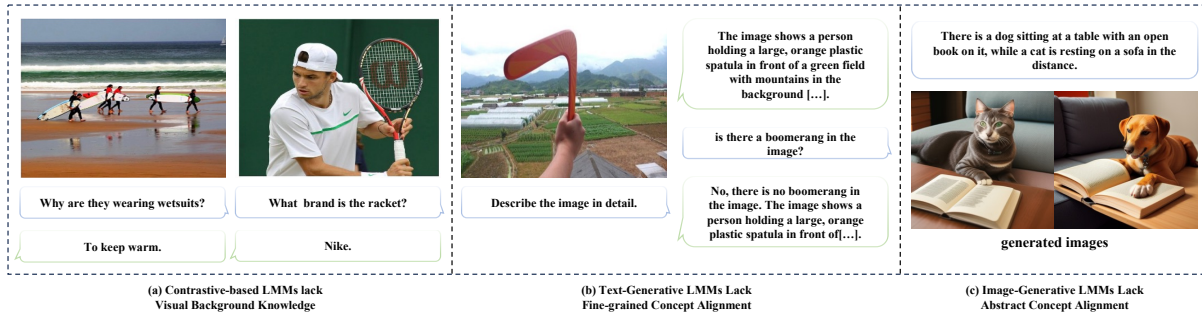 Why are they wearing wetsuits?
To keep warm.
What brand is the racket?
Nike.
(a) Contrastive-based LMMs lack
Visual Background Knowledge
Describe the image in detail.
The image shows a person
holding a large, orange plastic
spatula in front of a green field
with mountains in the
background […].
is there a boomerang in the
image?
No, there is no boomerang in
the image. The image shows a
person holding a large, orange
plastic spatula in front of[…].
(b) Text-Generative LMMs Lack
Fine-grained Concept Alignment
There is a dog sitting at a table with an open
book on it, while a cat is resting on a sofa in the
distance.
generated images
(c) Image-Generative LMMs Lack
Abstract Concept Alignment